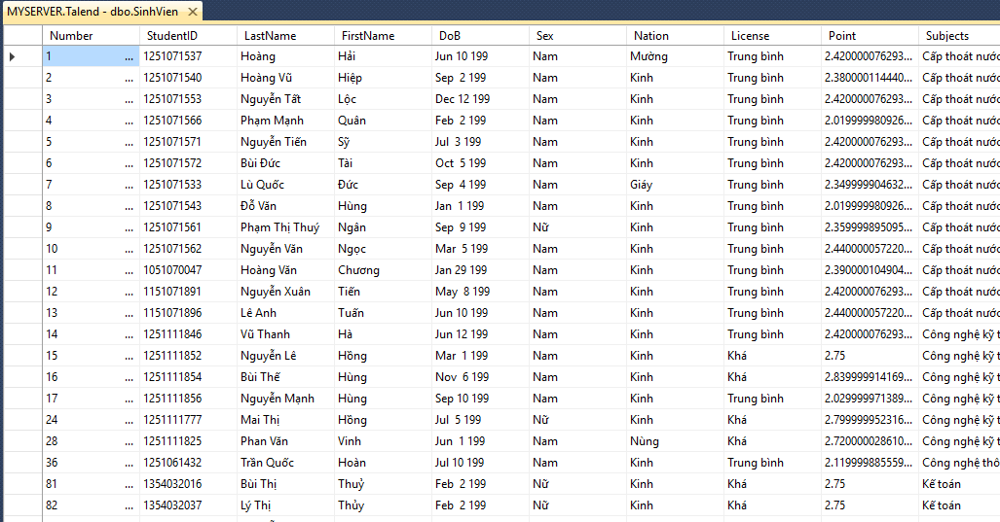 MYSERVER.Talend - dbo.SinhVien
Number StudentID LastName FirstName DoB Sex Nation License Point Subjects
1 ... 1251071537 Hoàng Hải Jun 10 199 Nam Mường Trung bình 2.420000076293... Cấp thoát nước
2 ... 1251071540 Hoàng Vũ Hiệp Sep 2 199 Nam Kinh Trung bình 2.380000114440... Cấp thoát nước
3 ... 1251071553 Nguyễn Tất Lộc Dec 12 199 Nam Kinh Trung bình 2.420000076293... Cấp thoát nước
4 ... 1251071566 Phạm Mạnh Quân Feb 2 199 Nam Kinh Trung bình 2.019999980926... Cấp thoát nước
5 ... 1251071571 Nguyễn Tiến Sỹ Jul 3 199 Nam Kinh Trung bình 2.420000076293... Cấp thoát nước
6 ... 1251071572 Bùi Đức Tài Oct 5 199 Nam Kinh Trung bình 2.420000076293... Cấp thoát nước
7 ... 1251071533 Lù Quốc Đức Sep 4 199 Nam Giáy Trung bình 2.349999904632... Cấp thoát nước
8 ... 1251071543 Đỗ Văn Hùng Jan 1 199 Nam Kinh Trung bình 2.019999980926... Cấp thoát nước
9 ... 1251071561 Phạm Thị Thuý Ngân Sep 9 199 Nữ Kinh Trung bình 2.359999895095... Cấp thoát nước
10 ... 1251071562 Nguyễn Văn Ngọc Mar 5 199 Nam Kinh Trung bình 2.440000057220... Cấp thoát nước
11 ... 1051070047 Hoàng Văn Chương Jan 29 199 Nam Kinh Trung bình 2.390000104904... Cấp thoát nước
12 ... 1151071891 Nguyễn Xuân Tiến May 8 199 Nam Kinh Trung bình 2.420000076293... Cấp thoát nước
13 ... 1151071896 Lê Anh Tuấn Jun 10 199 Nam Kinh Trung bình 2.440000057220... Cấp thoát nước
14 ... 1251111846 Vũ Thanh Hà Jun 12 199 Nam Kinh Trung bình 2.420000076293... Công nghệ kỹ t
15 ... 1251111852 Nguyễn Lê Hồng Mar 1 199 Nam Kinh Khá 2.75 Công nghệ kỹ t
16 ... 1251111854 Bùi Thế Hùng Nov 6 199 Nam Kinh Khá 2.839999914169... Công nghệ kỹ t
17 ... 1251111856 Nguyễn Mạnh Hùng Sep 10 199 Nam Kinh Trung bình 2.029999971389... Công nghệ kỹ t
24 ... 1251111777 Mai Thị Hồng Jul 5 199 Nữ Kinh Khá 2.799999952316... Công nghệ kỹ t
28 ... 1251111825 Phan Văn Vinh Jun 1 199 Nam Nùng Khá 2.720000028610... Công nghệ kỹ t
36 ... 1251061432 Trần Quốc Hoàn Jul 10 199 Nam Kinh Trung bình 2.119999885559... Công nghệ thô
81 ... 1354032016 Bùi Thị Thuỷ Feb 2 199 Nữ Kinh Khá 2.75 Kế toán
82 ... 1354032037 Lý Thị Thủy Feb 2 199 Nữ Kinh Khá 2.75 Kế toán